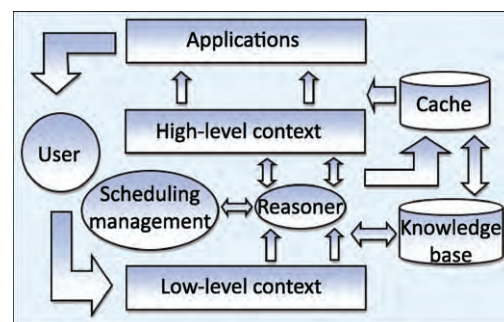 Applications
Cache
High-level context
User
Scheduling
management
Reasoner
Knowledge
base
Low-level context